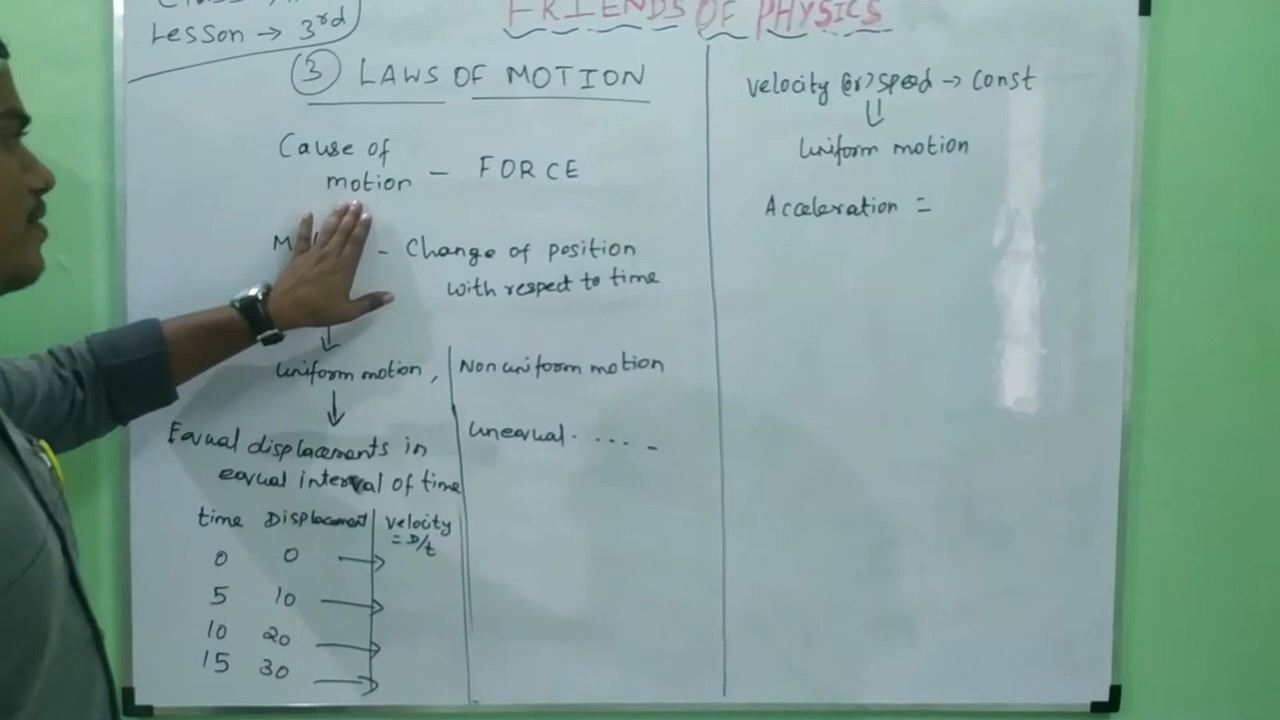 Lesson → 3rd
FRIENDS OF PHYSICS
③ LAWS OF MOTION
Cause of
motion - FORCE
- Change of position
with respect to time
↓
Uniform motion, Non uniform motion
↓
Equal displacements in
equal interval of time
Unequal . . . . . -
time Displacement Velocity
= D/t
0 0 →
5 10 →
10 20 →
15 30 →
Velocity (or) speed → Const
⇓
Uniform motion
Acceleration =